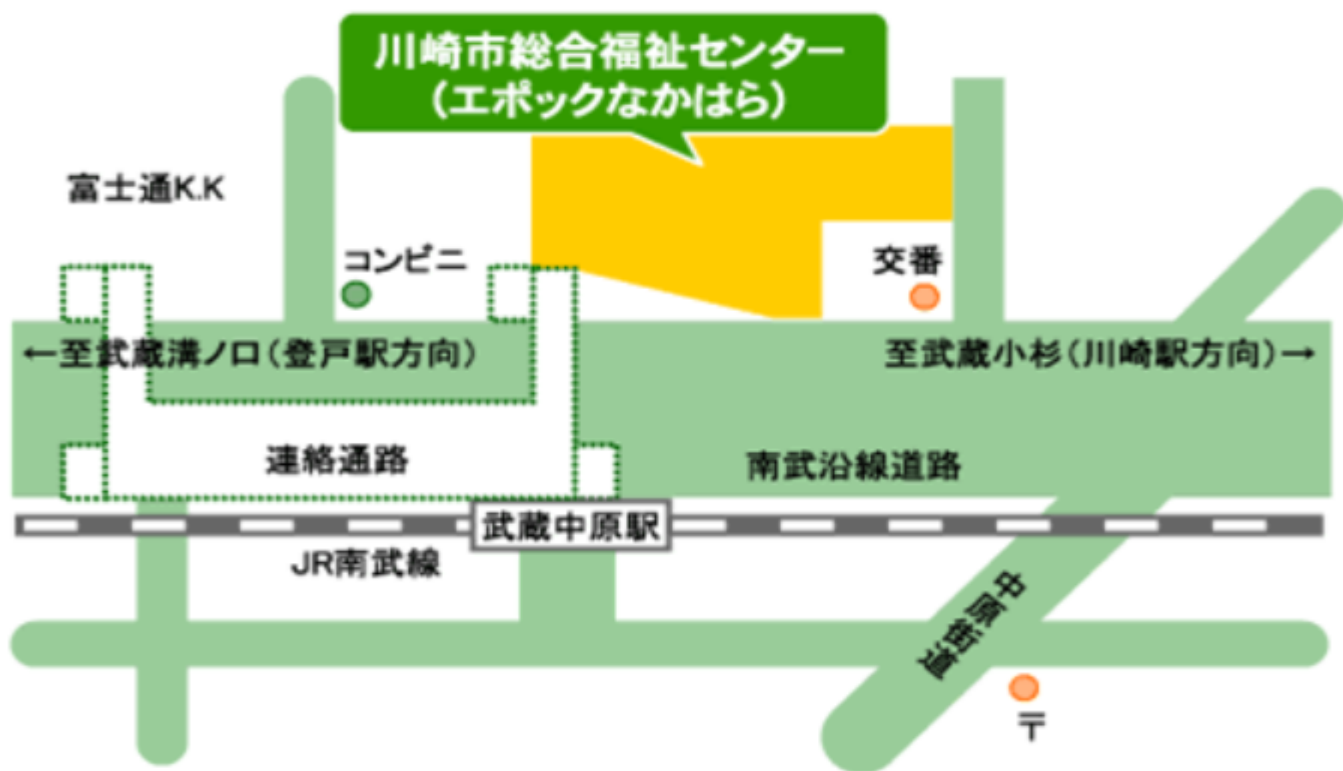 川崎市総合福祉センター
(エポックなかはら)
富士通K.K
コンビニ
交番
←至武蔵溝ノ口(登戸駅方向)
至武蔵小杉(川崎駅方向)→
連絡通路
南武沿線道路
武蔵中原駅
JR南武線
中原街道
〒